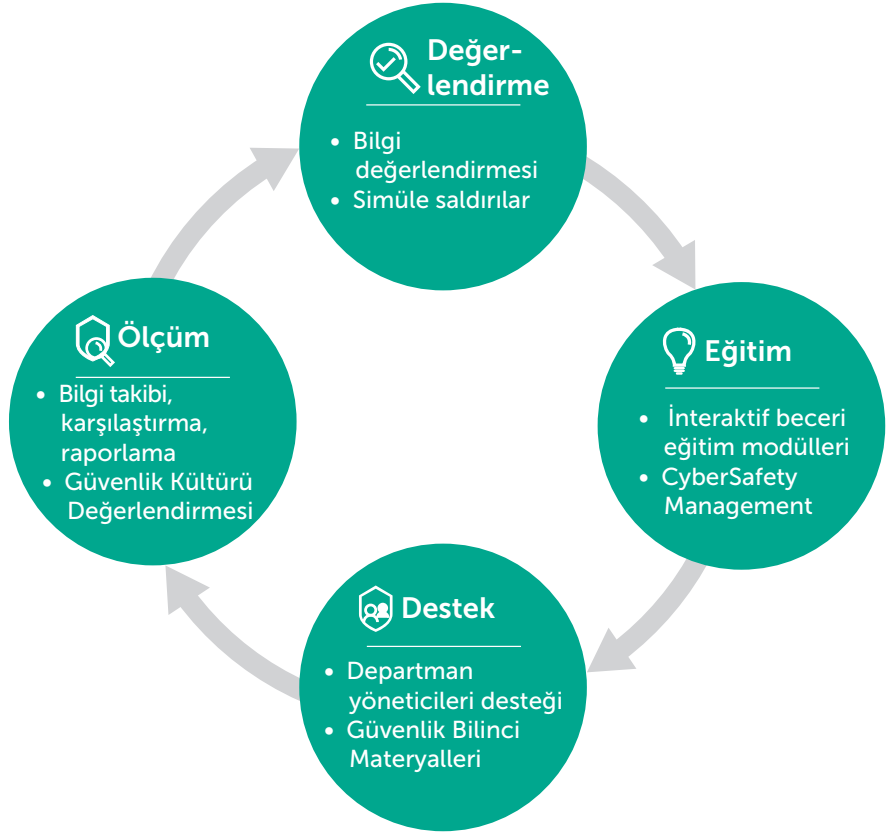 Değer-
lendirme
• Bilgi
değerlendirmesi
• Simüle saldırılar
Eğitim
• İnteraktif beceri
eğitim modülleri
• CyberSafety
Management
Destek
• Departman
yöneticileri desteği
• Güvenlik Bilinci
Materyalleri
Ölçüm
• Bilgi takibi,
karşılaştırma,
raporlama
• Güvenlik Kültürü
Değerlendirmesi